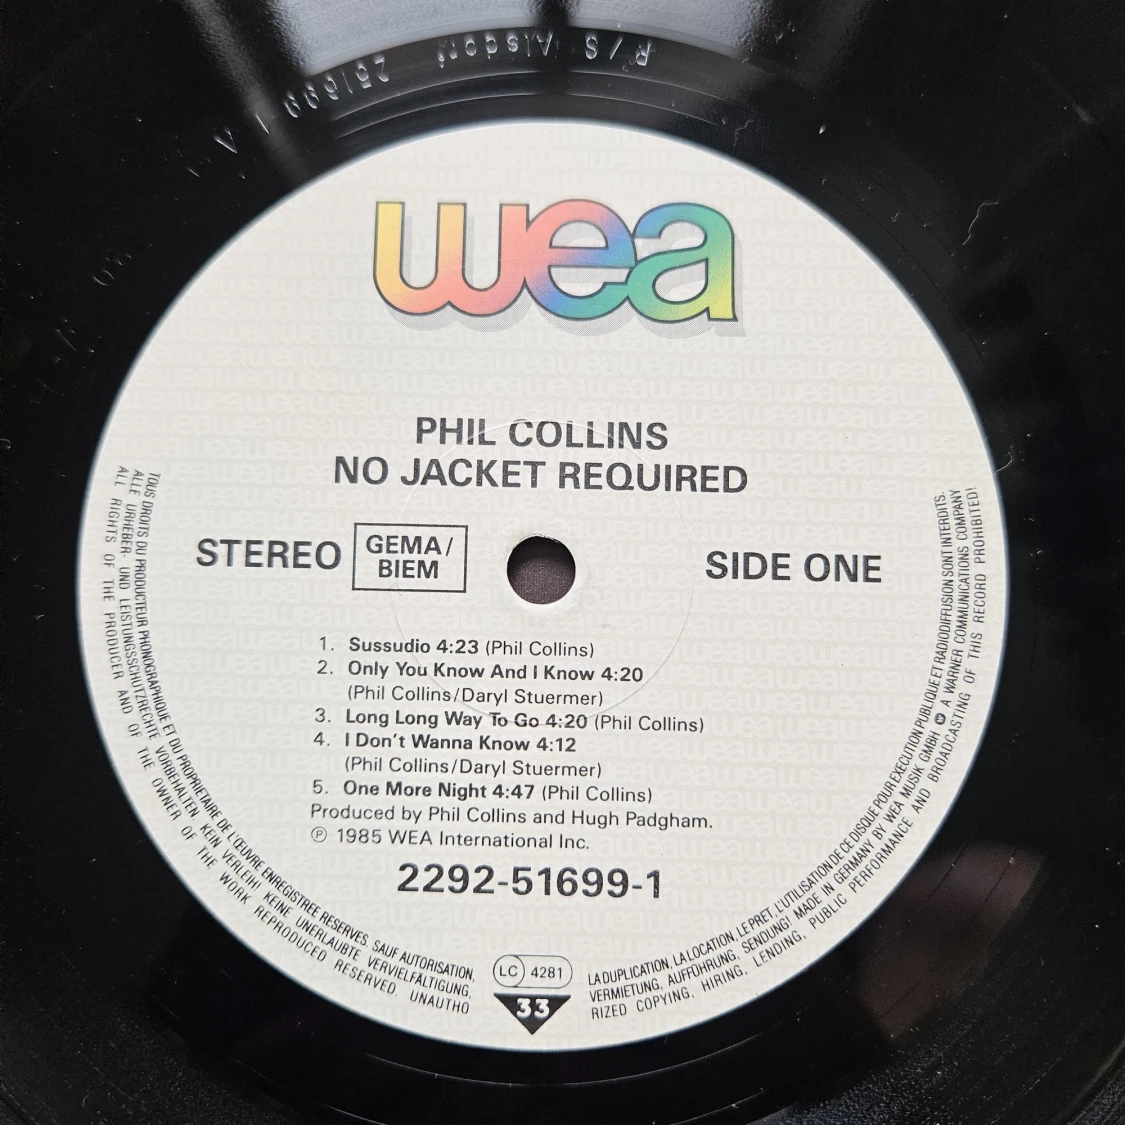 R/S Alsdorf 251699
wea
PHIL COLLINS
NO JACKET REQUIRED
STEREO
GEMA/
BIEM
SIDE ONE
1. Sussudio 4:23 (Phil Collins)
2. Only You Know And I Know 4:20
(Phil Collins/Daryl Stuermer)
3. Long Long Way To Go 4:20 (Phil Collins)
4. I Don't Wanna Know 4:12
(Phil Collins/Daryl Stuermer)
5. One More Night 4:47 (Phil Collins)
Produced by Phil Collins and Hugh Padgham.
℗ 1985 WEA International Inc.
2292-51699-1
LC 4281
33
TOUS DROITS DU PRODUCTEUR PHONOGRAPHIQUE ET DU PROPRIETAIRE DE L'ŒUVRE ENREGISTREE RESERVES. SAUF AUTORISATION, LA DUPLICATION, LA LOCATION, LE PRET, L'UTILISATION DE CE DISQUE POUR EXECUTION PUBLIQUE ET RADIODIFFUSION SONT INTERDITS.
ALLE URHEBER- UND LEISTUNGSSCHUTZRECHTE VORBEHALTEN. KEIN VERLEIH! KEINE UNERLAUBTE VERVIELFÄLTIGUNG, VERMIETUNG, AUFFÜHRUNG, SENDUNG! MADE IN GERMANY BY WEA MUSIK GMBH A WARNER COMMUNICATIONS COMPANY
ALL RIGHTS OF THE PRODUCER AND OF THE OWNER OF THE WORK REPRODUCED RESERVED. UNAUTHORIZED COPYING, HIRING, LENDING, PUBLIC PERFORMANCE AND BROADCASTING OF THIS RECORD PROHIBITED!